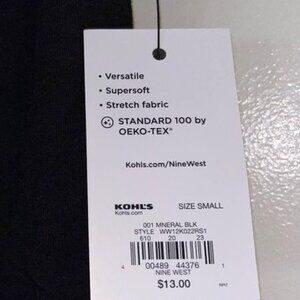 • Versatile
• Supersoft
• Stretch fabric
STANDARD 100 by
OEKO-TEX®
Kohls.com/NineWest
KOHL'S SIZE SMALL
Kohls.com
001 MNERAL BLK
STYLE WW12K022RS1
610 20 23
4 00489 44376 1
NINE WEST
$13.00